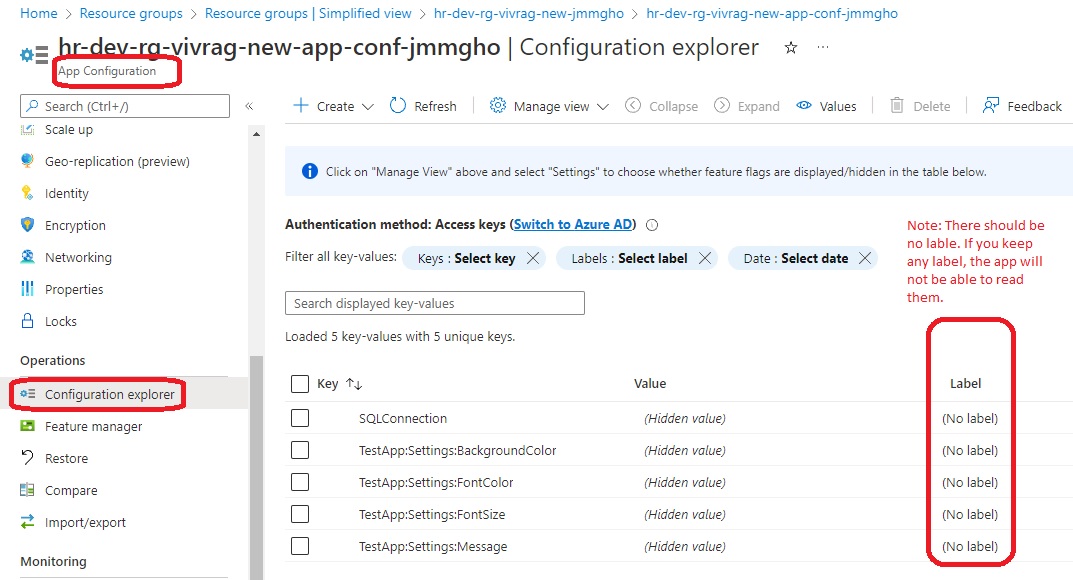 Home > Resource groups > Resource groups | Simplified view > hr-dev-rg-vivrag-new-jmmgho > hr-dev-rg-vivrag-new-app-conf-jmmgho
hr-dev-rg-vivrag-new-app-conf-jmmgho | Configuration explorer
App Configuration
Search (Ctrl+/)
Scale up
Geo-replication (preview)
Identity
Encryption
Networking
Properties
Locks
Operations
Configuration explorer
Feature manager
Restore
Compare
Import/export
Monitoring
Create Refresh Manage view Collapse Expand Values Delete Feedback
Click on "Manage View" above and select "Settings" to choose whether feature flags are displayed/hidden in the table below.
Authentication method: Access keys (Switch to Azure AD)
Filter all key-values: Keys : Select key Labels : Select label Date : Select date
Note: There should be
no lable. If you keep
any label, the app will
not be able to read
them.
Search displayed key-values
Loaded 5 key-values with 5 unique keys.
Key Value Label
SQLConnection (Hidden value) (No label)
TestApp:Settings:BackgroundColor (Hidden value) (No label)
TestApp:Settings:FontColor (Hidden value) (No label)
TestApp:Settings:FontSize (Hidden value) (No label)
TestApp:Settings:Message (Hidden value) (No label)